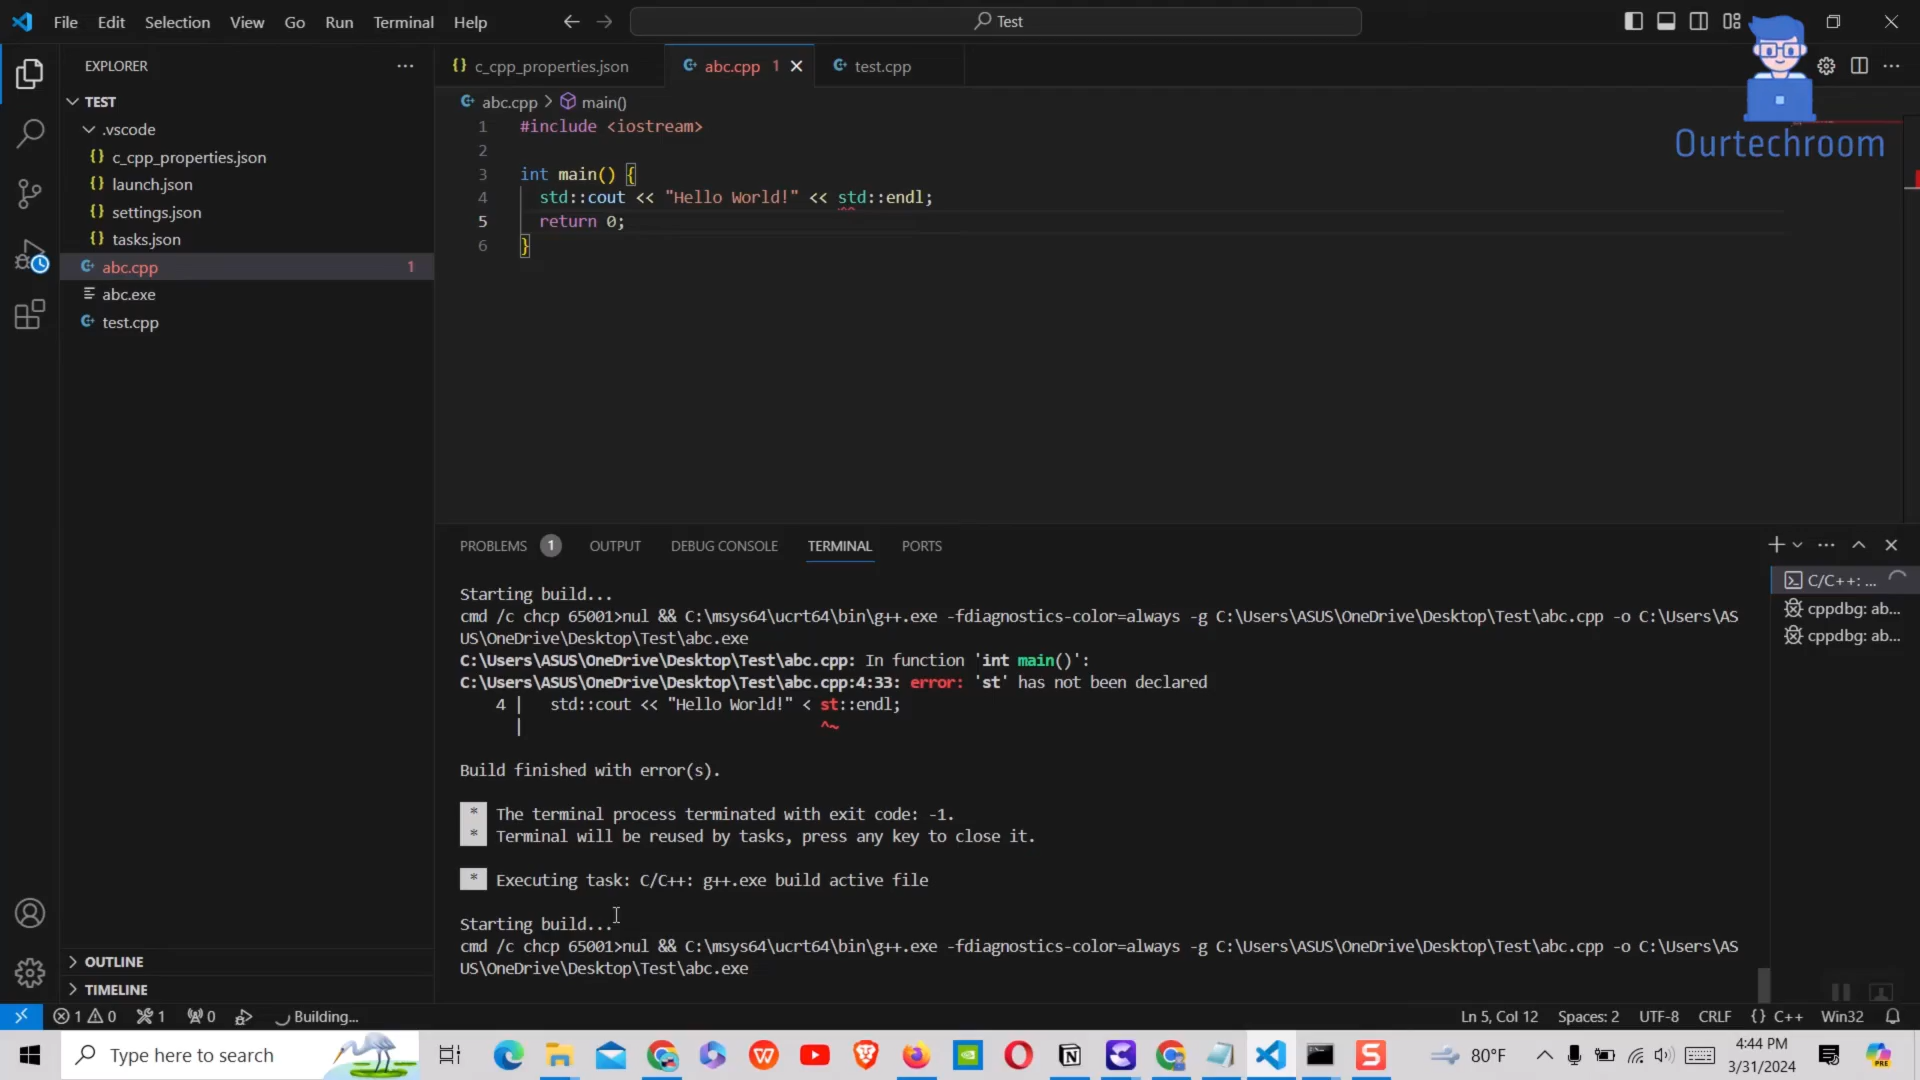 File Edit Selection View Go Run Terminal Help
Test
EXPLORER
c_cpp_properties.json
abc.cpp 1
test.cpp
TEST
abc.cpp > main()
.vscode
c_cpp_properties.json
launch.json
settings.json
tasks.json
abc.cpp 1
abc.exe
test.cpp
Ourtechroom
1 #include <iostream>
2
3 int main() {
4 std::cout << "Hello World!" << std::endl;
5 return 0;
6 }
PROBLEMS 1 OUTPUT DEBUG CONSOLE TERMINAL PORTS
C/C++: ...
cppdbg: ab...
cppdbg: ab...
Starting build...
cmd /c chcp 65001>nul && C:\msys64\ucrt64\bin\g++.exe -fdiagnostics-color=always -g C:\Users\ASUS\OneDrive\Desktop\Test\abc.cpp -o C:\Users\AS
US\OneDrive\Desktop\Test\abc.exe
C:\Users\ASUS\OneDrive\Desktop\Test\abc.cpp: In function 'int main()':
C:\Users\ASUS\OneDrive\Desktop\Test\abc.cpp:4:33: error: 'st' has not been declared
4 | std::cout << "Hello World!" < st::endl;
| ^~
Build finished with error(s).
* The terminal process terminated with exit code: -1.
* Terminal will be reused by tasks, press any key to close it.
* Executing task: C/C++: g++.exe build active file
Starting build...
cmd /c chcp 65001>nul && C:\msys64\ucrt64\bin\g++.exe -fdiagnostics-color=always -g C:\Users\ASUS\OneDrive\Desktop\Test\abc.cpp -o C:\Users\AS
US\OneDrive\Desktop\Test\abc.exe
OUTLINE
TIMELINE
1 0 1 0 Building...
Ln 5, Col 12 Spaces: 2 UTF-8 CRLF {} C++ Win32
Type here to search
80°F
4:44 PM
3/31/2024
PRE